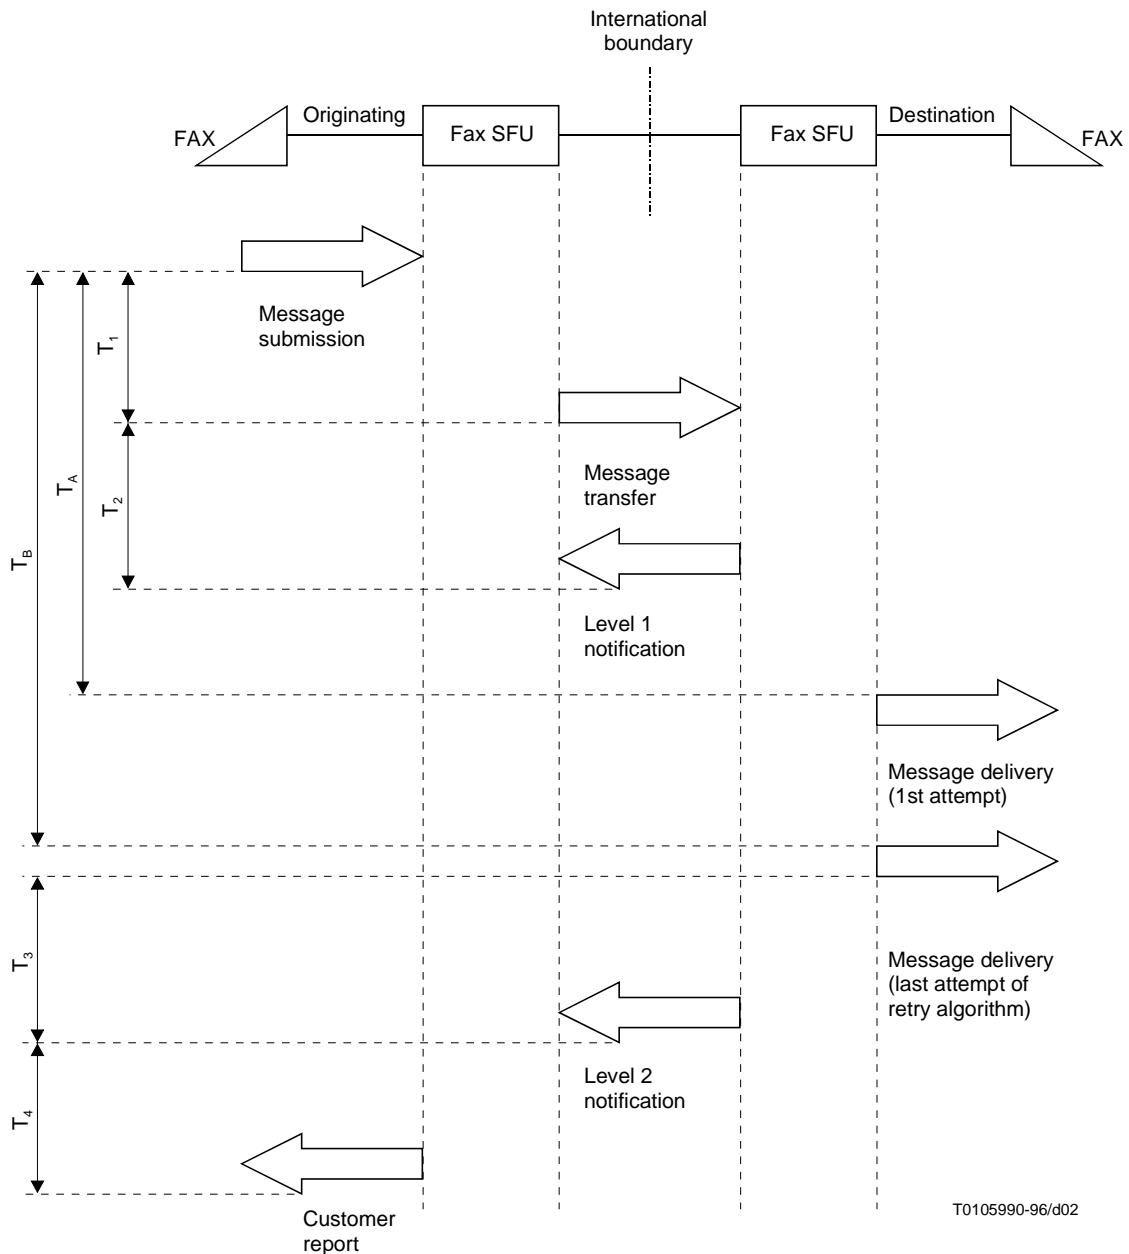 International
boundary
FAX
Originating
Fax SFU
Fax SFU
Destination
FAX
Message
submission
T1
Message
transfer
TA
T2
TB
Level 1
notification
Message delivery
(1st attempt)
T3
Message delivery
(last attempt of
retry algorithm)
Level 2
notification
T4
Customer
report
T0105990-96/d02